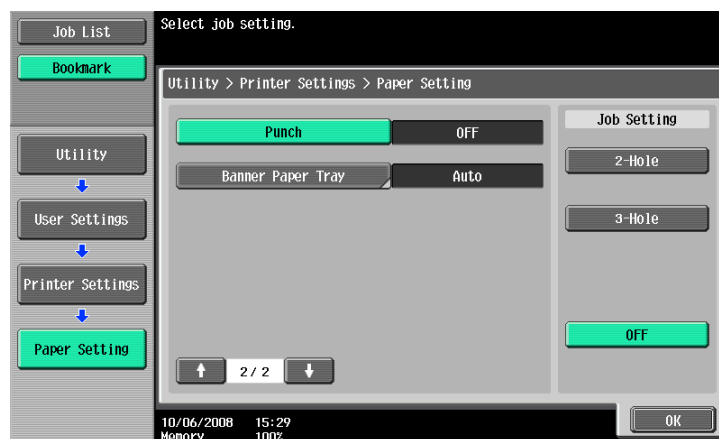 Select job setting.
Job List
Bookmark
Utility
User Settings
Printer Settings
Paper Setting
Utility > Printer Settings > Paper Setting
Punch OFF
Banner Paper Tray Auto
2/ 2
Job Setting
2-Hole
3-Hole
OFF
10/06/2008 15:29
Memory 100%
OK